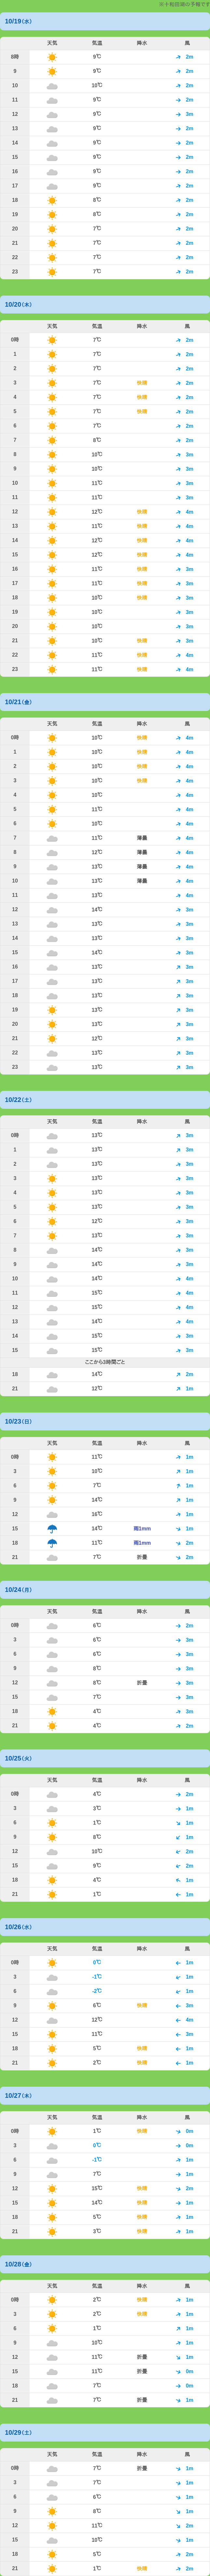 ※十和田湖の予報です
10/19(水)
天気 気温 降水 風
8時 9℃ 2m
9 9℃ 2m
10 10℃ 2m
11 9℃ 2m
12 9℃ 3m
13 9℃ 2m
14 9℃ 2m
15 9℃ 2m
16 9℃ 2m
17 9℃ 2m
18 8℃ 2m
19 8℃ 2m
20 7℃ 2m
21 7℃ 2m
22 7℃ 2m
23 7℃ 2m
10/20(木)
天気 気温 降水 風
0時 7℃ 2m
1 7℃ 2m
2 7℃ 2m
3 7℃ 快晴 2m
4 7℃ 快晴 2m
5 7℃ 快晴 2m
6 7℃ 2m
7 8℃ 2m
8 10℃ 3m
9 10℃ 3m
10 11℃ 3m
11 11℃ 3m
12 12℃ 快晴 4m
13 11℃ 快晴 4m
14 12℃ 快晴 4m
15 12℃ 快晴 4m
16 11℃ 快晴 3m
17 11℃ 快晴 3m
18 10℃ 快晴 3m
19 10℃ 3m
20 10℃ 3m
21 10℃ 快晴 3m
22 11℃ 快晴 4m
23 11℃ 快晴 4m
10/21(金)
天気 気温 降水 風
0時 10℃ 快晴 4m
1 10℃ 快晴 4m
2 10℃ 快晴 4m
3 10℃ 快晴 4m
4 10℃ 4m
5 11℃ 4m
6 10℃ 4m
7 11℃ 薄曇 4m
8 12℃ 薄曇 4m
9 13℃ 薄曇 4m
10 13℃ 薄曇 4m
11 13℃ 4m
12 14℃ 3m
13 13℃ 3m
14 13℃ 3m
15 14℃ 3m
16 13℃ 3m
17 13℃ 3m
18 13℃ 3m
19 13℃ 3m
20 13℃ 3m
21 12℃ 3m
22 13℃ 3m
23 13℃ 3m
10/22(土)
天気 気温 降水 風
0時 13℃ 3m
1 13℃ 3m
2 13℃ 3m
3 13℃ 3m
4 13℃ 3m
5 13℃ 3m
6 12℃ 3m
7 13℃ 3m
8 14℃ 3m
9 14℃ 3m
10 14℃ 4m
11 15℃ 4m
12 15℃ 4m
13 14℃ 4m
14 15℃ 3m
15 15℃ 3m
ここから3時間ごと
18 14℃ 2m
21 12℃ 1m
10/23(日)
天気 気温 降水 風
0時 11℃ 1m
3 10℃ 1m
6 7℃ 1m
9 14℃ 1m
12 16℃ 1m
15 14℃ 雨1mm 1m
18 11℃ 雨1mm 2m
21 7℃ 折曇 2m
10/24(月)
天気 気温 降水 風
0時 6℃ 2m
3 6℃ 3m
6 6℃ 3m
9 8℃ 3m
12 8℃ 折曇 3m
15 7℃ 3m
18 4℃ 3m
21 4℃ 2m
10/25(火)
天気 気温 降水 風
0時 4℃ 2m
3 3℃ 1m
6 1℃ 1m
9 8℃ 1m
12 10℃ 2m
15 9℃ 2m
18 4℃ 1m
21 1℃ 1m
10/26(水)
天気 気温 降水 風
0時 0℃ 1m
3 -1℃ 1m
6 -2℃ 1m
9 6℃ 快晴 3m
12 12℃ 4m
15 11℃ 3m
18 5℃ 快晴 1m
21 2℃ 快晴 1m
10/27(木)
天気 気温 降水 風
0時 1℃ 快晴 0m
3 0℃ 0m
6 -1℃ 1m
9 7℃ 1m
12 15℃ 快晴 2m
15 14℃ 快晴 1m
18 5℃ 快晴 1m
21 3℃ 快晴 1m
10/28(金)
天気 気温 降水 風
0時 2℃ 快晴 1m
3 2℃ 快晴 1m
6 1℃ 1m
9 10℃ 1m
12 11℃ 折曇 1m
15 11℃ 折曇 0m
18 7℃ 0m
21 7℃ 折曇 1m
10/29(土)
天気 気温 降水 風
0時 7℃ 折曇 1m
3 7℃ 1m
6 6℃ 1m
9 8℃ 1m
12 11℃ 2m
15 10℃ 1m
18 5℃ 2m
21 1℃ 快晴 2m